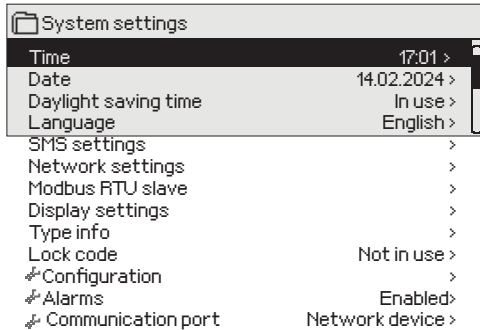 System settings
Time 17:01 >
Date 14.02.2024 >
Daylight saving time In use >
Language English >
SMS settings >
Network settings >
Modbus RTU slave >
Display settings >
Type info >
Lock code Not in use >
Configuration >
Alarms Enabled>
Communication port Network device >